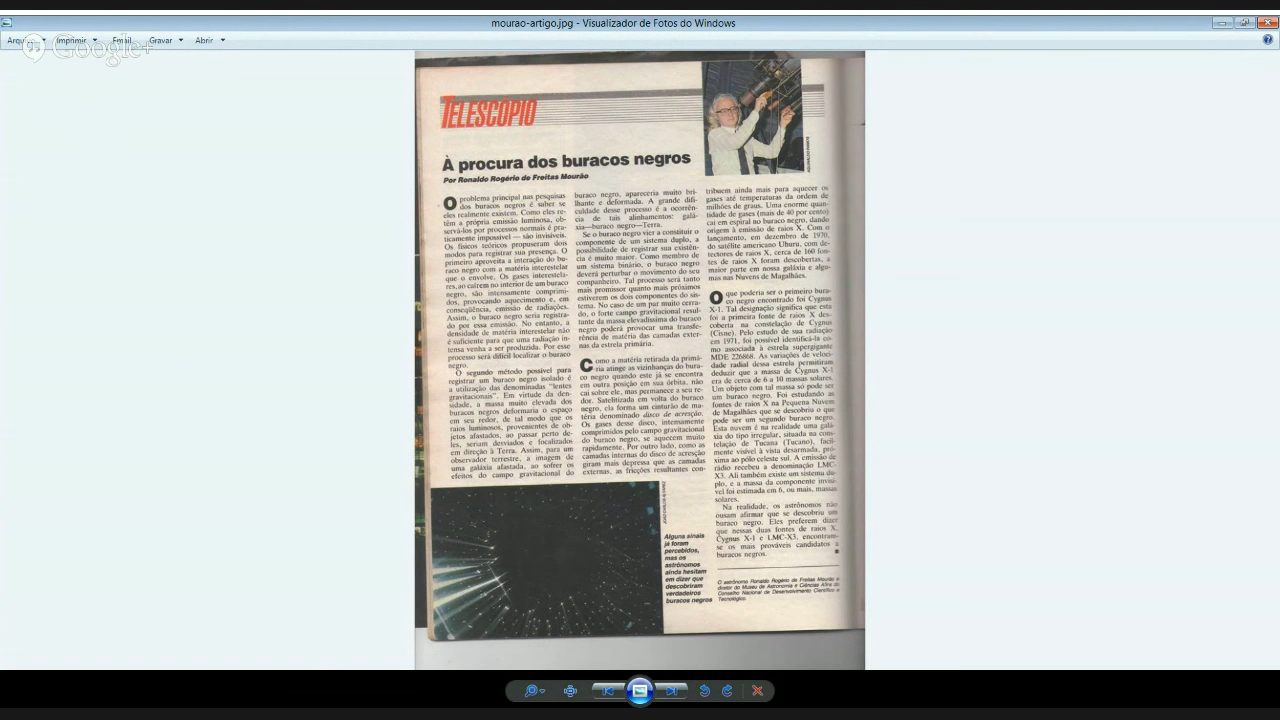 mourao-artigo.jpg - Visualizador de Fotos do Windows
Imprimir
Email
Gravar
Abrir
Google+
TELESCÓPIO
À procura dos buracos negros
Por Ronaldo Rogério de Freitas Mourão
O problema principal nas pesquisas
dos buracos negros é saber se
eles realmente existem. Como eles re-
têm a própria emissão luminosa, ob-
servá-los por processos normais é pra-
ticamente impossível — são invisíveis.
Os físicos teóricos propuseram dois
modos para registrar sua presença. O
primeiro aproveita a interação do bu-
raco negro com a matéria interestelar
que o envolve. Os gases interestela-
res, ao caírem no interior de um buraco
negro, são intensamente comprimi-
dos, provocando aquecimento e, em
conseqüência, emissão de radiações.
Assim, o buraco negro seria registra-
do por essa emissão. No entanto, a
densidade de matéria interestelar não
é suficiente para que uma radiação in-
tensa venha a ser produzida. Por esse
processo será difícil localizar o buraco
negro.
O segundo método possível para
registrar um buraco negro isolado é
a utilização das denominadas "lentes
gravitacionais". Em virtude da den-
sidade, a massa muito elevada dos
buracos negros deformaria o espaço
em seu redor, de tal modo que os
raios luminosos, provenientes de ob-
jetos afastados, ao passar perto de-
les, seriam desviados e focalizados
em direção à Terra. Assim, para um
observador terrestre, a imagem de
uma galáxia afastada, ao sofrer os
efeitos do campo gravitacional do
buraco negro, apareceria muito bri-
lhante e deformada. A grande difi-
culdade desse processo é a ocorrên-
cia de tais alinhamentos: galá-
xia—buraco negro—Terra.
Se o buraco negro vier a constituir o
componente de um sistema duplo, a
possibilidade de registrar sua existên-
cia é muito maior. Como membro de
um sistema binário, o buraco negro
deverá perturbar o movimento do seu
companheiro. Tal processo será tanto
mais promissor quanto mais próximos
estiverem os dois componentes do sis-
tema. No caso de um par muito cerra-
do, o forte campo gravitacional resul-
tante da massa elevadíssima do buraco
negro poderá provocar uma transfe-
rência de matéria das camadas exter-
nas da estrela primária.
Como a matéria retirada da primá-
ria atinge as vizinhanças do bura-
co negro quando este já se encontra
em outra posição em sua órbita, não
cai sobre ele, mas permanece a seu re-
dor. Satelitizada em volta do buraco
negro, ela forma um cinturão de ma-
téria denominado disco de acreção.
Os gases desse disco, intensamente
comprimidos pelo campo gravitacional
do buraco negro, se aquecem muito
rapidamente. Por outro lado, como as
camadas internas do disco de acreção
giram mais depressa que as camadas
externas, as fricções resultantes con-
tribuem ainda mais para aquecer os
gases até temperaturas da ordem de
milhões de graus. Uma enorme quan-
tidade de gases (mais de 40 por cento)
cai em espiral no buraco negro, dando
origem à emissão de raios X. Com o
lançamento, em dezembro de 1970,
do satélite americano Uhuru, com de-
tectores de raios X, cerca de 160 fon-
tes de raios X foram descobertas, a
maior parte em nossa galáxia e algu-
mas nas Nuvens de Magalhães.
O que poderia ser o primeiro bura-
co negro encontrado foi Cygnus
X-1. Tal designação significa que esta
foi a primeira fonte de raios X des-
coberta na constelação de Cygnus
(Cisne). Pelo estudo de sua radiação
em 1971, foi possível identificá-la co-
mo associada à estrela supergigante
MDE 226868. As variações de veloci-
dade radial dessa estrela permitiram
deduzir que a massa de Cygnus X-1
era de cerca de 6 a 10 massas solares.
Um objeto com tal massa só pode ser
um buraco negro. Foi estudando as
fontes de raios X na Pequena Nuvem
de Magalhães que se descobriu o que
pode ser um segundo buraco negro.
Esta nuvem é na realidade uma galá-
xia do tipo irregular, situada na cons-
telação de Tucana (Tucano), facil-
mente visível à vista desarmada, pró-
xima ao pólo celeste sul. A emissão de
rádio recebeu a denominação LMC-
X3. Ali também existe um sistema du-
plo, e a massa da componente invisí-
vel foi estimada em 6, ou mais, massas
solares.
Na realidade, os astrônomos não
ousam afirmar que se descobriu um
buraco negro. Eles preferem dizer
que nessas duas fontes de raios X,
Cygnus X-1 e LMC-X3, encontram-
se os mais prováveis candidatos a
buracos negros.
Alguns sinais
já foram
percebidos,
mas os
astrônomos
ainda hesitam
em dizer que
descobriram
verdadeiros
buracos negros
O astrônomo Ronaldo Rogério de Freitas Mourão é
diretor do Museu de Astronomia e Ciências Afins do
Conselho Nacional de Desenvolvimento Científico e
Tecnológico.